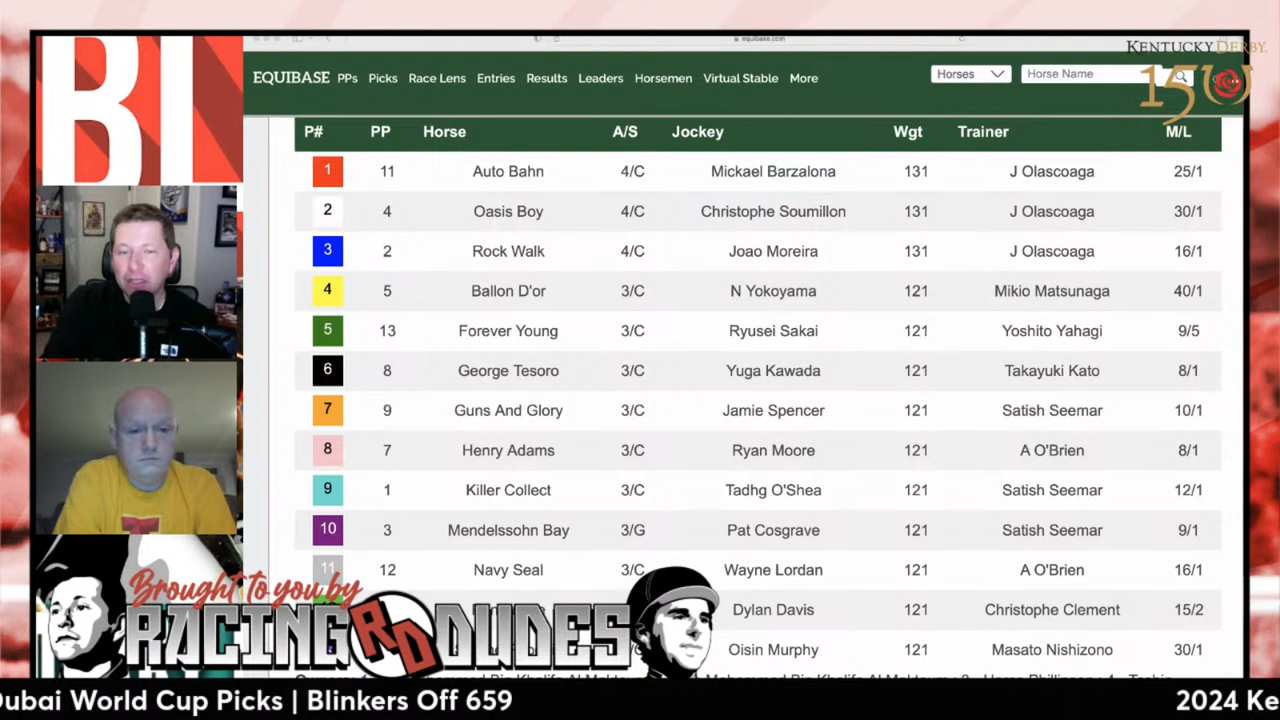 BL
equibase.com
KENTUCKY DERBY
150
EQUIBASE PPs Picks Race Lens Entries Results Leaders Horsemen Virtual Stable More
Horses Horse Name
P# PP Horse A/S Jockey Wgt Trainer M/L
1 11 Auto Bahn 4/C Mickael Barzalona 131 J Olascoaga 25/1
2 4 Oasis Boy 4/C Christophe Soumillon 131 J Olascoaga 30/1
3 2 Rock Walk 4/C Joao Moreira 131 J Olascoaga 16/1
4 5 Ballon D'or 3/C N Yokoyama 121 Mikio Matsunaga 40/1
5 13 Forever Young 3/C Ryusei Sakai 121 Yoshito Yahagi 9/5
6 8 George Tesoro 3/C Yuga Kawada 121 Takayuki Kato 8/1
7 9 Guns And Glory 3/C Jamie Spencer 121 Satish Seemar 10/1
8 7 Henry Adams 3/C Ryan Moore 121 A O'Brien 8/1
9 1 Killer Collect 3/C Tadhg O'Shea 121 Satish Seemar 12/1
10 3 Mendelssohn Bay 3/G Pat Cosgrave 121 Satish Seemar 9/1
11 12 Navy Seal 3/C Wayne Lordan 121 A O'Brien 16/1
Dylan Davis 121 Christophe Clement 15/2
Oisin Murphy 121 Masato Nishizono 30/1
Brought to you by
RACING RD DUDES
Dubai World Cup Picks | Blinkers Off 659
2024 Ke